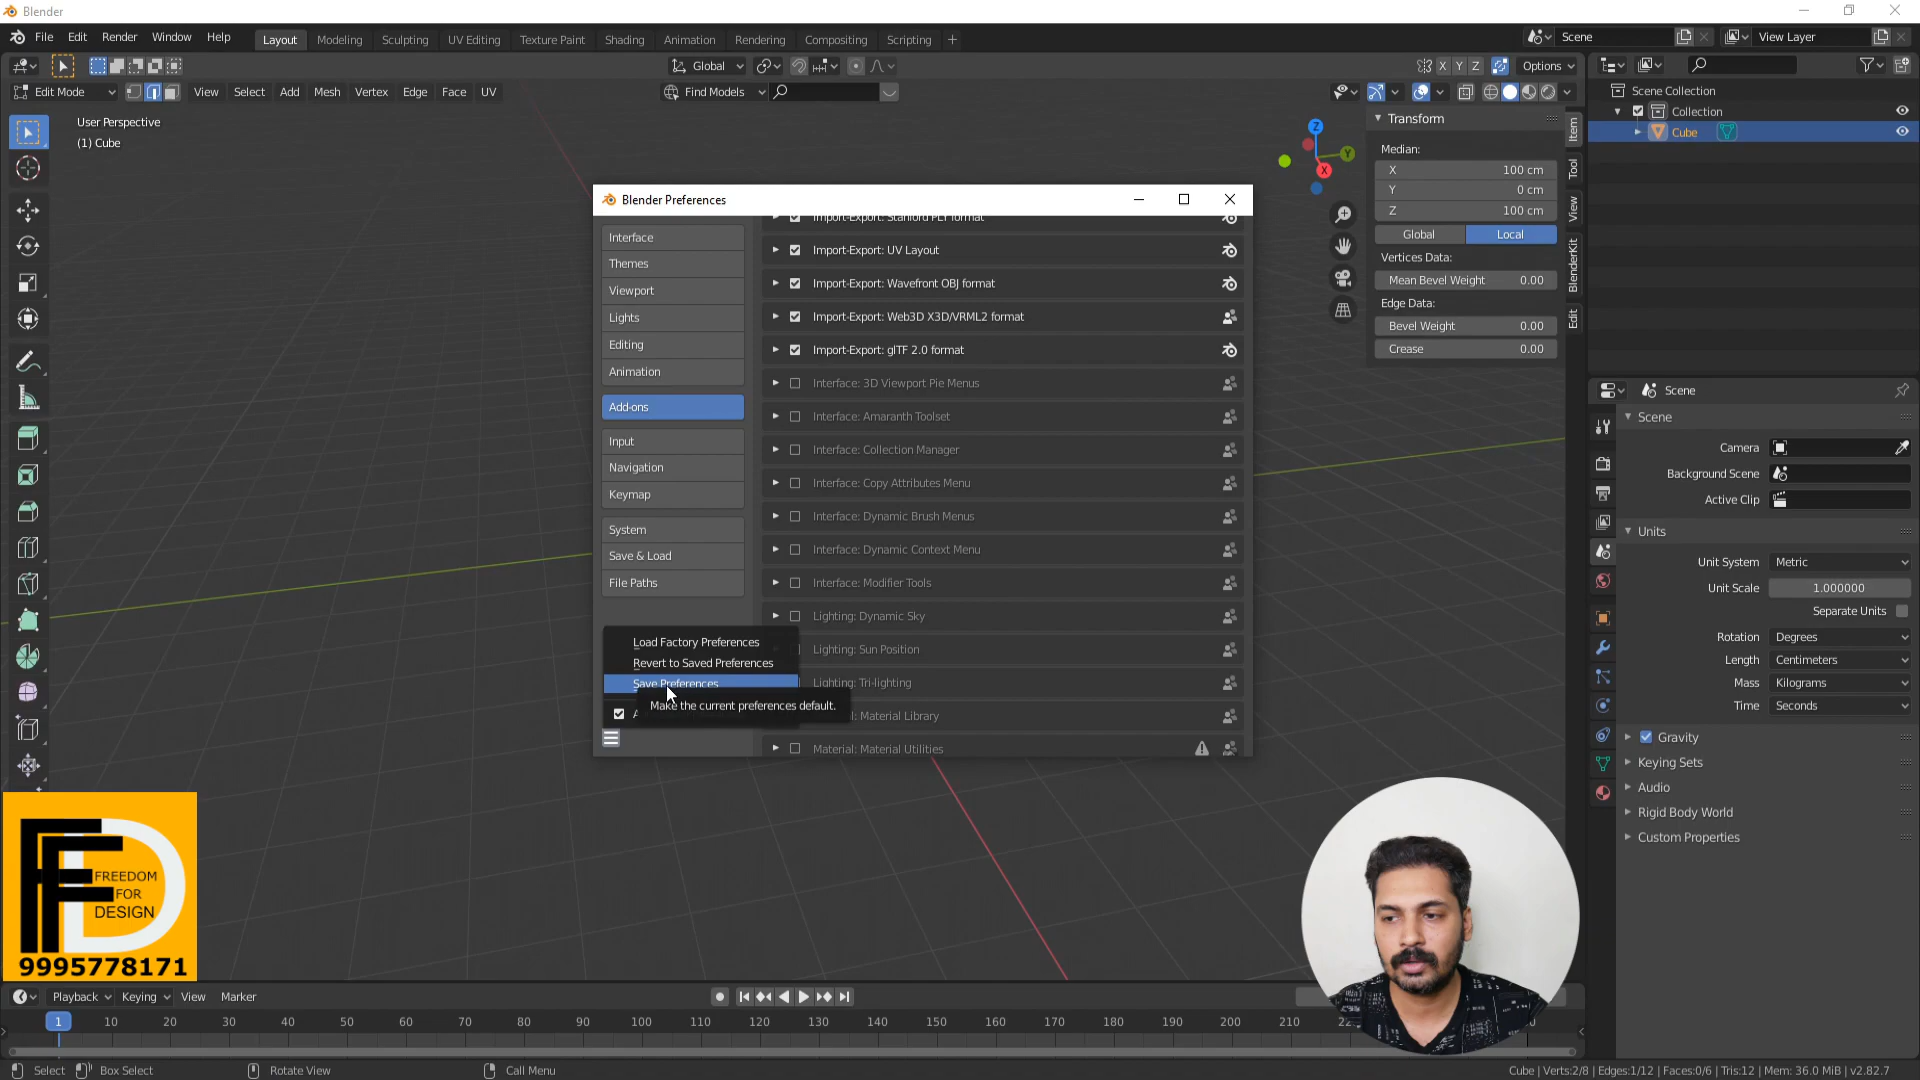 Blender
File Edit Render Window Help
Layout Modeling Sculpting UV Editing Texture Paint Shading Animation Rendering Compositing Scripting +
Scene
View Layer
Global
X Y Z
Options
Edit Mode
View Select Add Mesh Vertex Edge Face UV
Find Models
User Perspective
(1) Cube
Z
Y
X
Transform
Median:
X 100 cm
Y 0 cm
Z 100 cm
Global Local
Vertices Data:
Mean Bevel Weight 0.00
Edge Data:
Bevel Weight 0.00
Crease 0.00
Item
Tool
View
BlenderKit
Edit
Scene Collection
Collection
Cube
Blender Preferences
Interface
Themes
Viewport
Lights
Editing
Animation
Add-ons
Input
Navigation
Keymap
System
Save & Load
File Paths
Import-Export: Stanford PLY format
Import-Export: UV Layout
Import-Export: Wavefront OBJ format
Import-Export: Web3D X3D/VRML2 format
Import-Export: glTF 2.0 format
Interface: 3D Viewport Pie Menus
Interface: Amaranth Toolset
Interface: Collection Manager
Interface: Copy Attributes Menu
Interface: Dynamic Brush Menus
Interface: Dynamic Context Menu
Interface: Modifier Tools
Lighting: Dynamic Sky
Lighting: Sun Position
Lighting: Tri-lighting
: Material Library
Material: Material Utilities
Load Factory Preferences
Revert to Saved Preferences
Save Preferences
Make the current preferences default.
Scene
Scene
Camera
Background Scene
Active Clip
Units
Unit System Metric
Unit Scale 1.000000
Separate Units
Rotation Degrees
Length Centimeters
Mass Kilograms
Time Seconds
Gravity
Keying Sets
Audio
Rigid Body World
Custom Properties
FREEDOM
FOR
DESIGN
9995778171
Playback Keying View Marker
1 10 20 30 40 50 60 70 80 90 100 110 120 130 140 150 160 170 180 190 200 210
Select Box Select Rotate View Call Menu
Cube | Verts:2/8 | Edges:1/12 | Faces:0/6 | Tris:12 | Mem: 36.0 MiB | v2.82.7